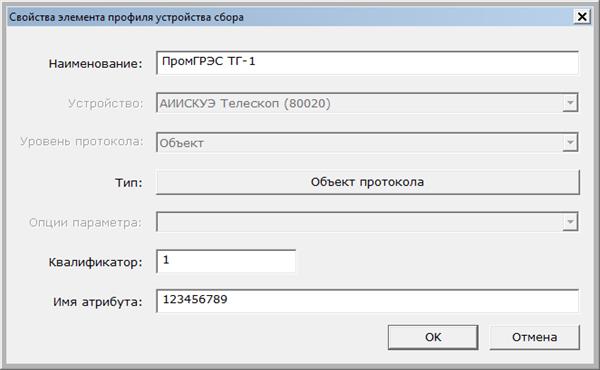 Свойства элемента профиля устройства сбора
Наименование: ПромГРЭС ТГ-1
Устройство: АИИСКУЭ Телескоп (80020)
Уровень протокола: Объект
Тип: Объект протокола
Опции параметра:
Квалификатор: 1
Имя атрибута: 123456789
OK Отмена